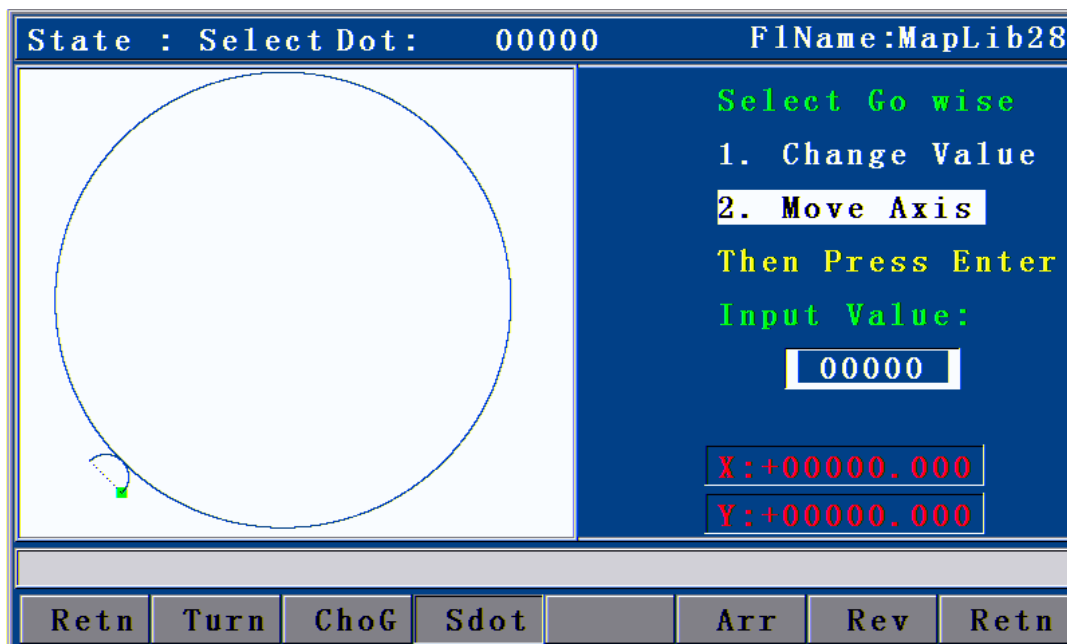 State : Select Dot: 00000 FlName:MapLib28
Select Go wise
1. Change Value
2. Move Axis
Then Press Enter
Input Value:
00000
X:+00000.000
Y:+00000.000
Retn Turn ChoG Sdot Arr Rev Retn